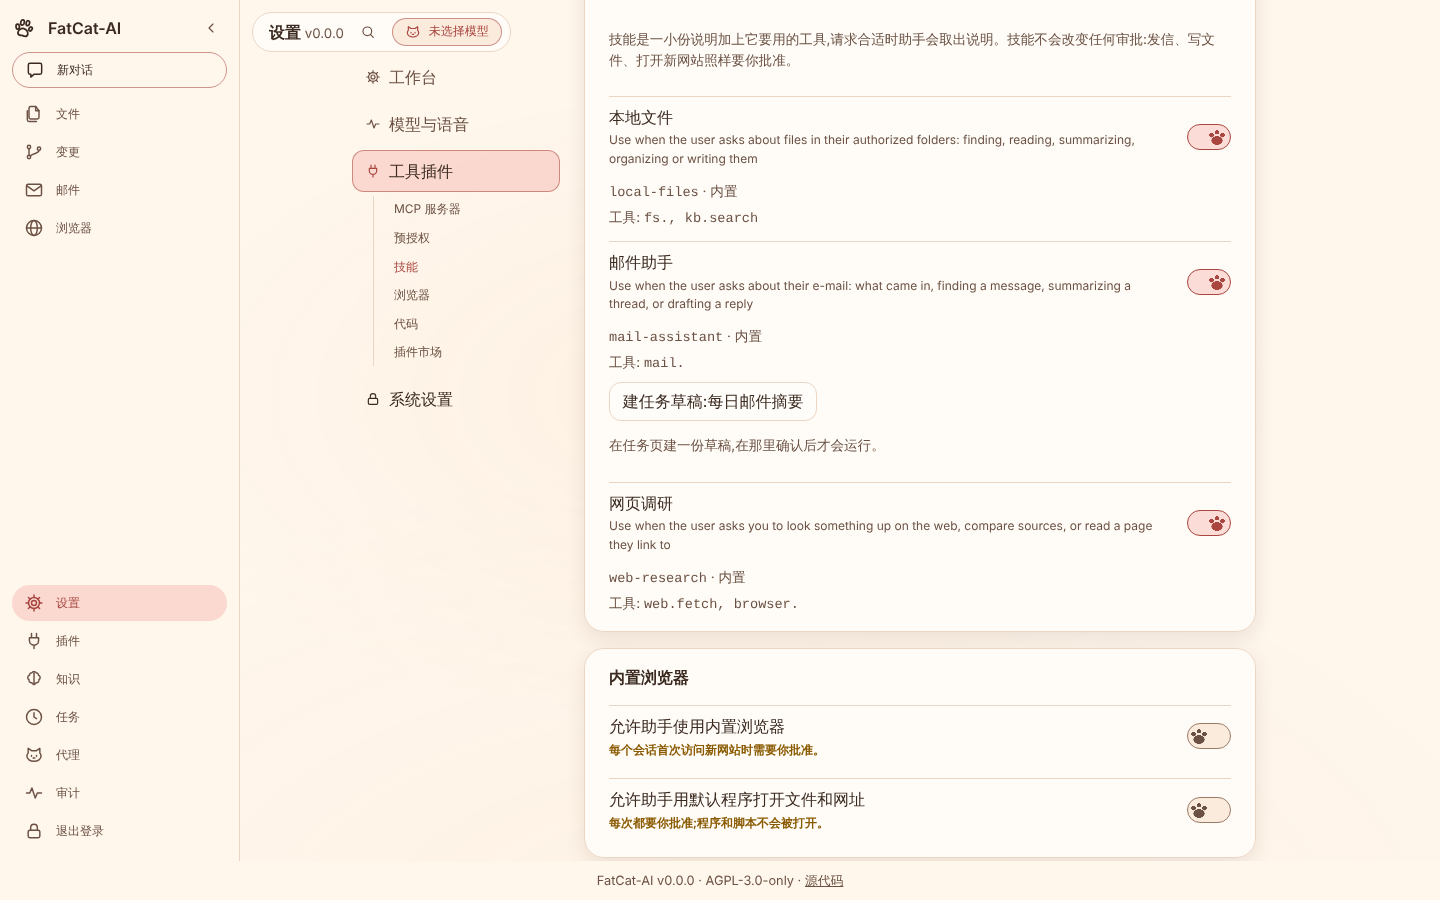 FatCat-AI
新对话
文件
变更
邮件
浏览器
设置
插件
知识
任务
代理
审计
退出登录
设置 v0.0.0
未选择模型
工作台
模型与语音
工具插件
MCP 服务器
预授权
技能
浏览器
代码
插件市场
系统设置
技能是一小份说明加上它要用的工具,请求合适时助手会取出说明。技能不会改变任何审批:发信、写文
件、打开新网站照样要你批准。
本地文件
Use when the user asks about files in their authorized folders: finding, reading, summarizing,
organizing or writing them
local-files · 内置
工具: fs., kb.search
邮件助手
Use when the user asks about their e-mail: what came in, finding a message, summarizing a
thread, or drafting a reply
mail-assistant · 内置
工具: mail.
建任务草稿:每日邮件摘要
在任务页建一份草稿,在那里确认后才会运行。
网页调研
Use when the user asks you to look something up on the web, compare sources, or read a page
they link to
web-research · 内置
工具: web.fetch, browser.
内置浏览器
允许助手使用内置浏览器
每个会话首次访问新网站时需要你批准。
允许助手用默认程序打开文件和网址
每次都要你批准;程序和脚本不会被打开。
FatCat-AI v0.0.0 · AGPL-3.0-only · 源代码